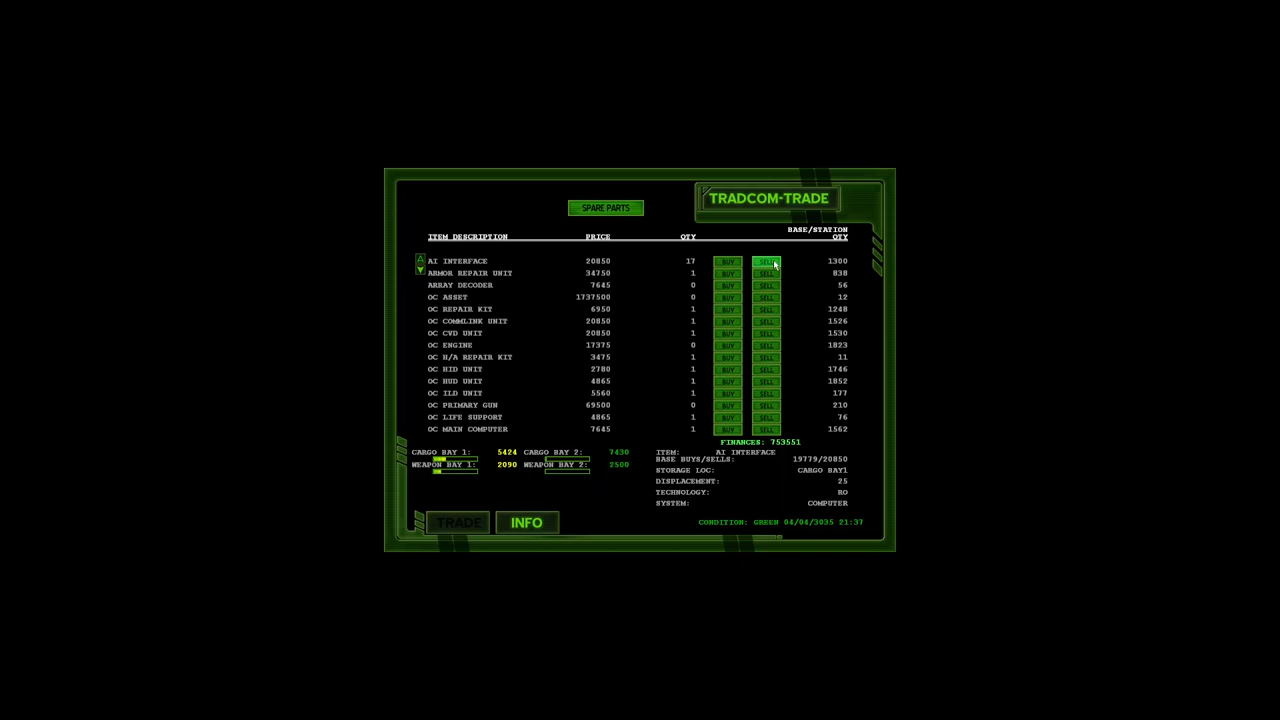 TRADCOM-TRADE
SPARE PARTS
BASE/STATION
ITEM DESCRIPTION PRICE QTY QTY
AI INTERFACE 20850 17 BUY SELL 1300
ARMOR REPAIR UNIT 34750 1 BUY SELL 838
ARRAY DECODER 7645 0 BUY SELL 56
OC ASSET 1737500 0 BUY SELL 12
OC REPAIR KIT 6950 1 BUY SELL 1248
OC COMMLINK UNIT 20850 1 BUY SELL 1526
OC CVD UNIT 20850 1 BUY SELL 1530
OC ENGINE 17375 0 BUY SELL 1823
OC H/A REPAIR KIT 3475 1 BUY SELL 11
OC HID UNIT 2780 1 BUY SELL 1746
OC HUD UNIT 4865 1 BUY SELL 1852
OC ILD UNIT 5560 1 BUY SELL 177
OC PRIMARY GUN 69500 0 BUY SELL 210
OC LIFE SUPPORT 4865 1 BUY SELL 76
OC MAIN COMPUTER 7645 1 BUY SELL 1562
FINANCES: 753551
CARGO BAY 1: 5424 CARGO BAY 2: 7430
WEAPON BAY 1: 2090 WEAPON BAY 2: 2500
ITEM: AI INTERFACE
BASE BUYS/SELLS: 19779/20850
STORAGE LOC: CARGO BAY1
DISPLACEMENT: 25
TECHNOLOGY: RO
SYSTEM: COMPUTER
TRADE INFO
CONDITION: GREEN 04/04/3035 21:37